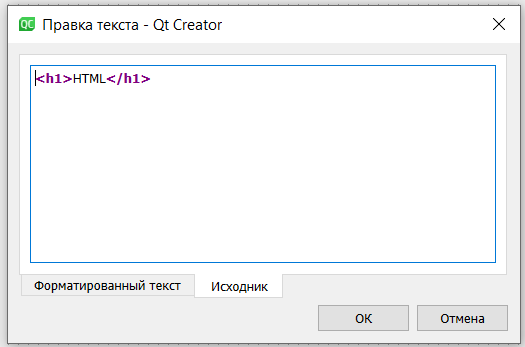 QC Правка текста - Qt Creator
<h1>HTML</h1>
Форматированный текст Исходник
OK Отмена